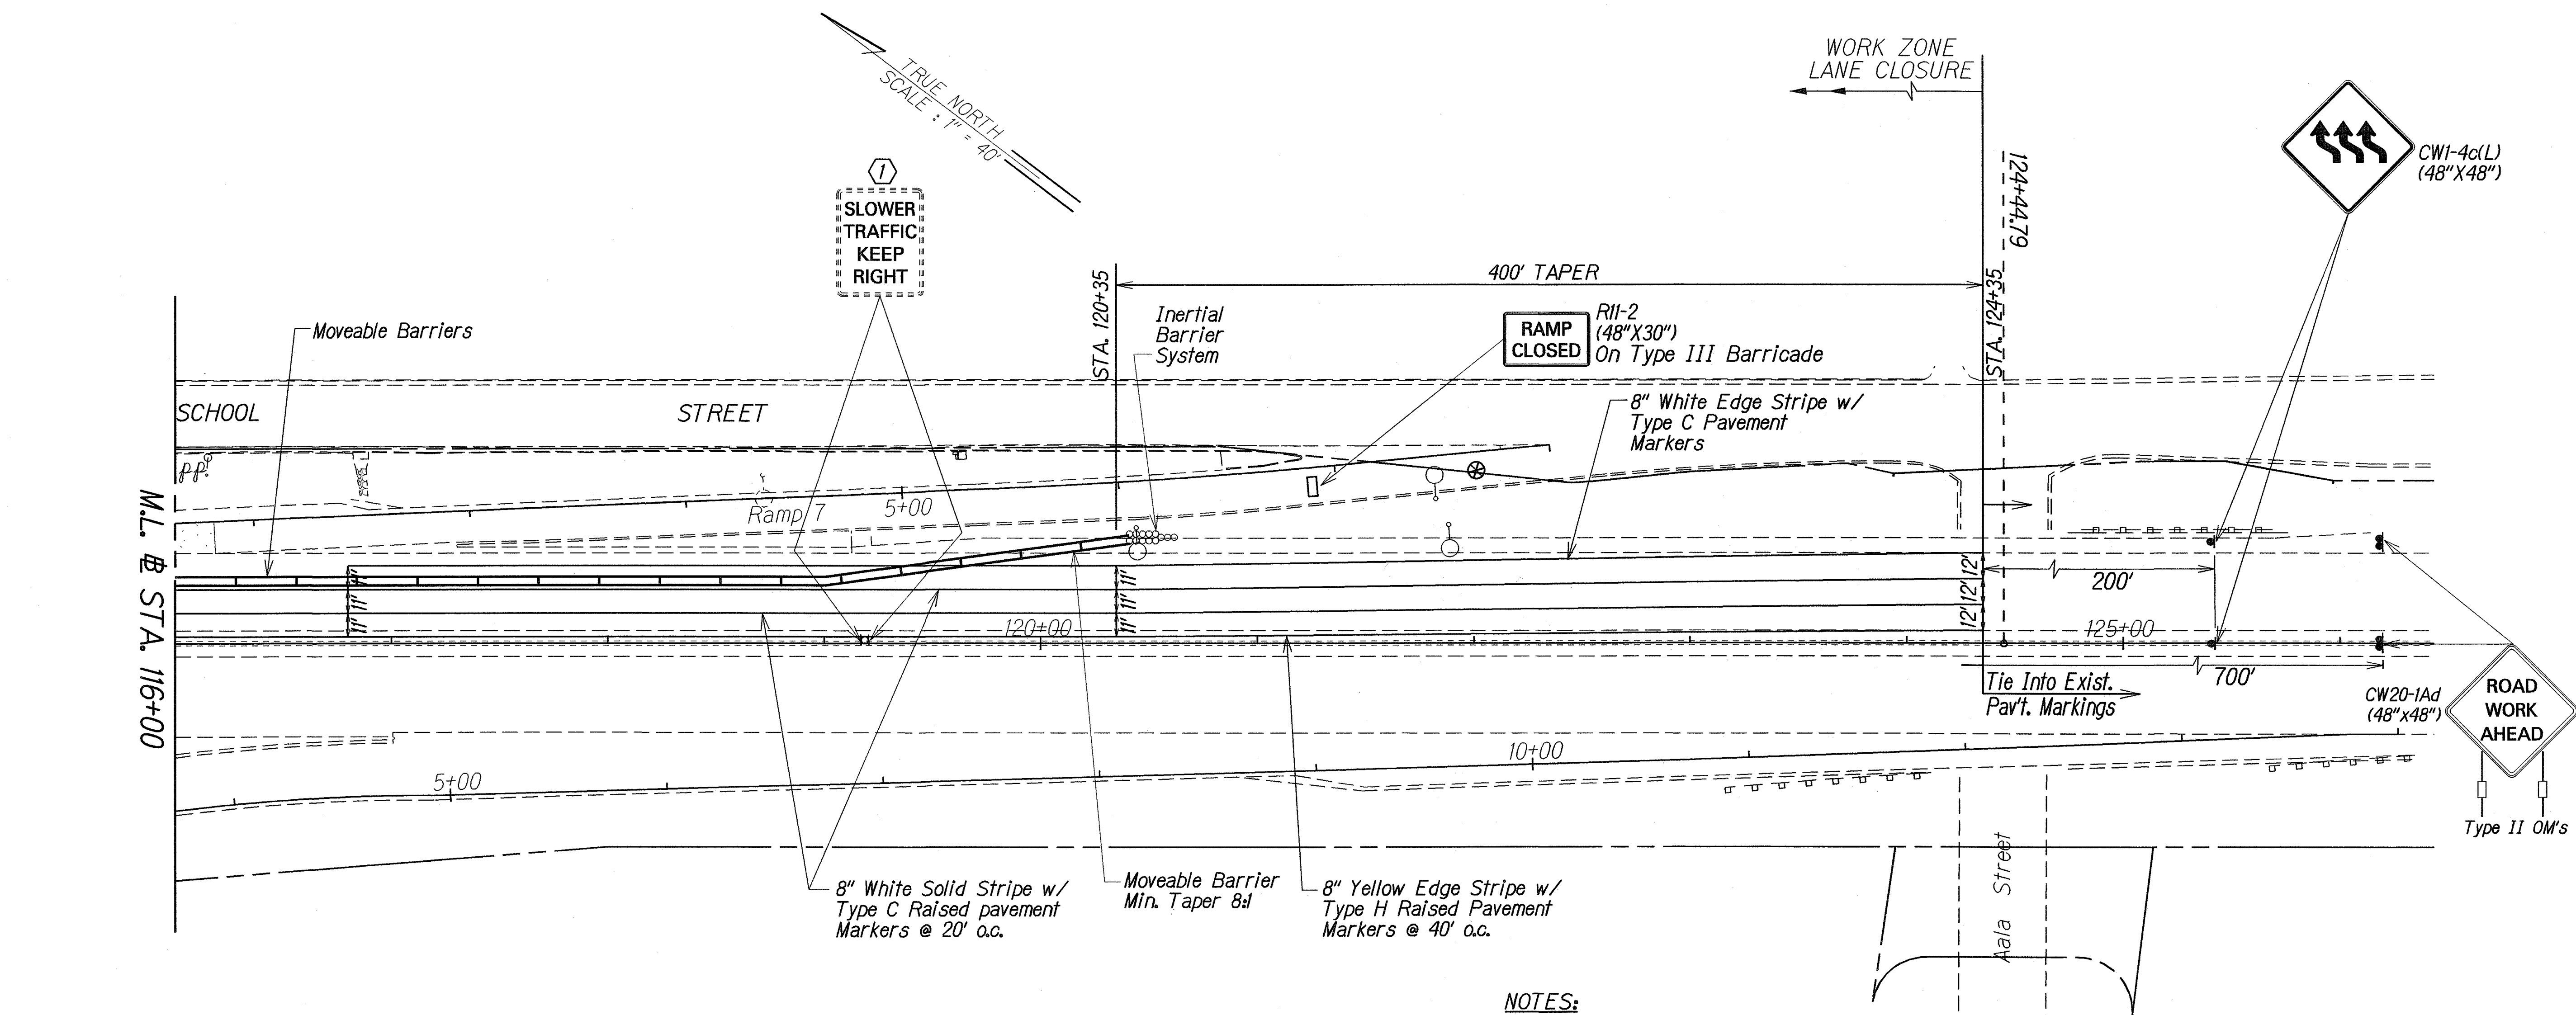 WORK ZONE
LANE CLOSURE
TRUE NORTH
SCALE : 1" = 40'
1
SLOWER
TRAFFIC
KEEP
RIGHT
CW1-4c(L)
(48"X48")
124+44.79
400' TAPER
STA. 120+35
STA. 124+35
Inertial
Barrier
System
RAMP
CLOSED
R11-2
(48"X30")
On Type III Barricade
Moveable Barriers
8" White Edge Stripe w/
Type C Pavement
Markers
SCHOOL STREET
pp.
Ramp 7
5+00
11'
11'
11'
11'
11'
11'
12'
12'
12'
200'
120+00
125+00
700'
M.L. ℄ STA. 116+00
Tie Into Exist.
Pav't. Markings
CW20-1Ad
(48"x48")
ROAD
WORK
AHEAD
Type II OM's
10+00
5+00
8" White Solid Stripe w/
Type C Raised pavement
Markers @ 20' o.c.
Moveable Barrier
Min. Taper 8:1
8" Yellow Edge Stripe w/
Type H Raised Pavement
Markers @ 40' o.c.
Aala Street
NOTES: